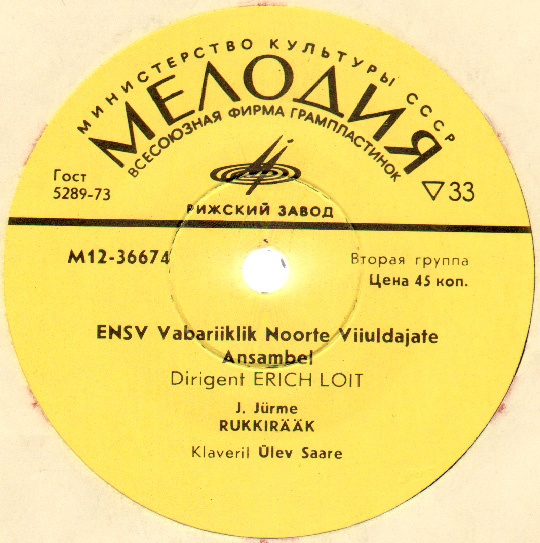 МИНИСТЕРСТВО КУЛЬТУРЫ СССР
МЕЛОДИЯ
ВСЕСОЮЗНАЯ ФИРМА ГРАМПЛАСТИНОК
Гост
5289-73
33
РИЖСКИЙ ЗАВОД
М12-36674
Вторая группа
Цена 45 коп.
ENSV Vabariiklik Noorte Viiuldajate
Ansambel
Dirigent ERICH LOIT
J. Jürme
RUKKIRÄÄK
Klaveril Ülev Saare